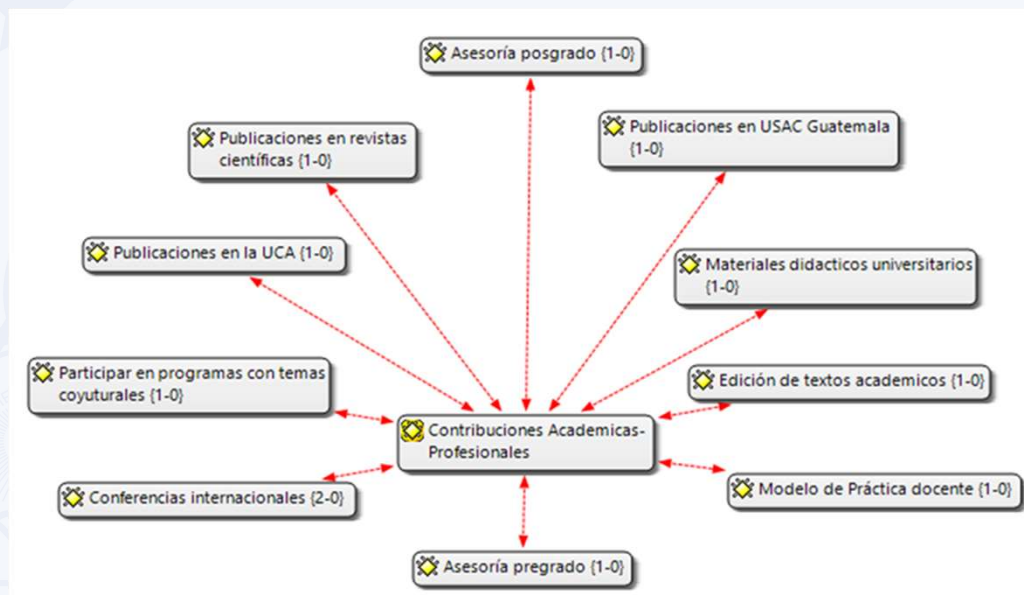 Asesoría posgrado {1-0}
Publicaciones en revistas
científicas {1-0}
Publicaciones en USAC Guatemala
{1-0}
Publicaciones en la UCA {1-0}
Materiales didacticos universitarios
{1-0}
Participar en programas con temas
coyuturales {1-0}
Edición de textos academicos {1-0}
Contribuciones Academicas-
Profesionales
Conferencias internacionales {2-0}
Modelo de Práctica docente {1-0}
Asesoría pregrado {1-0}